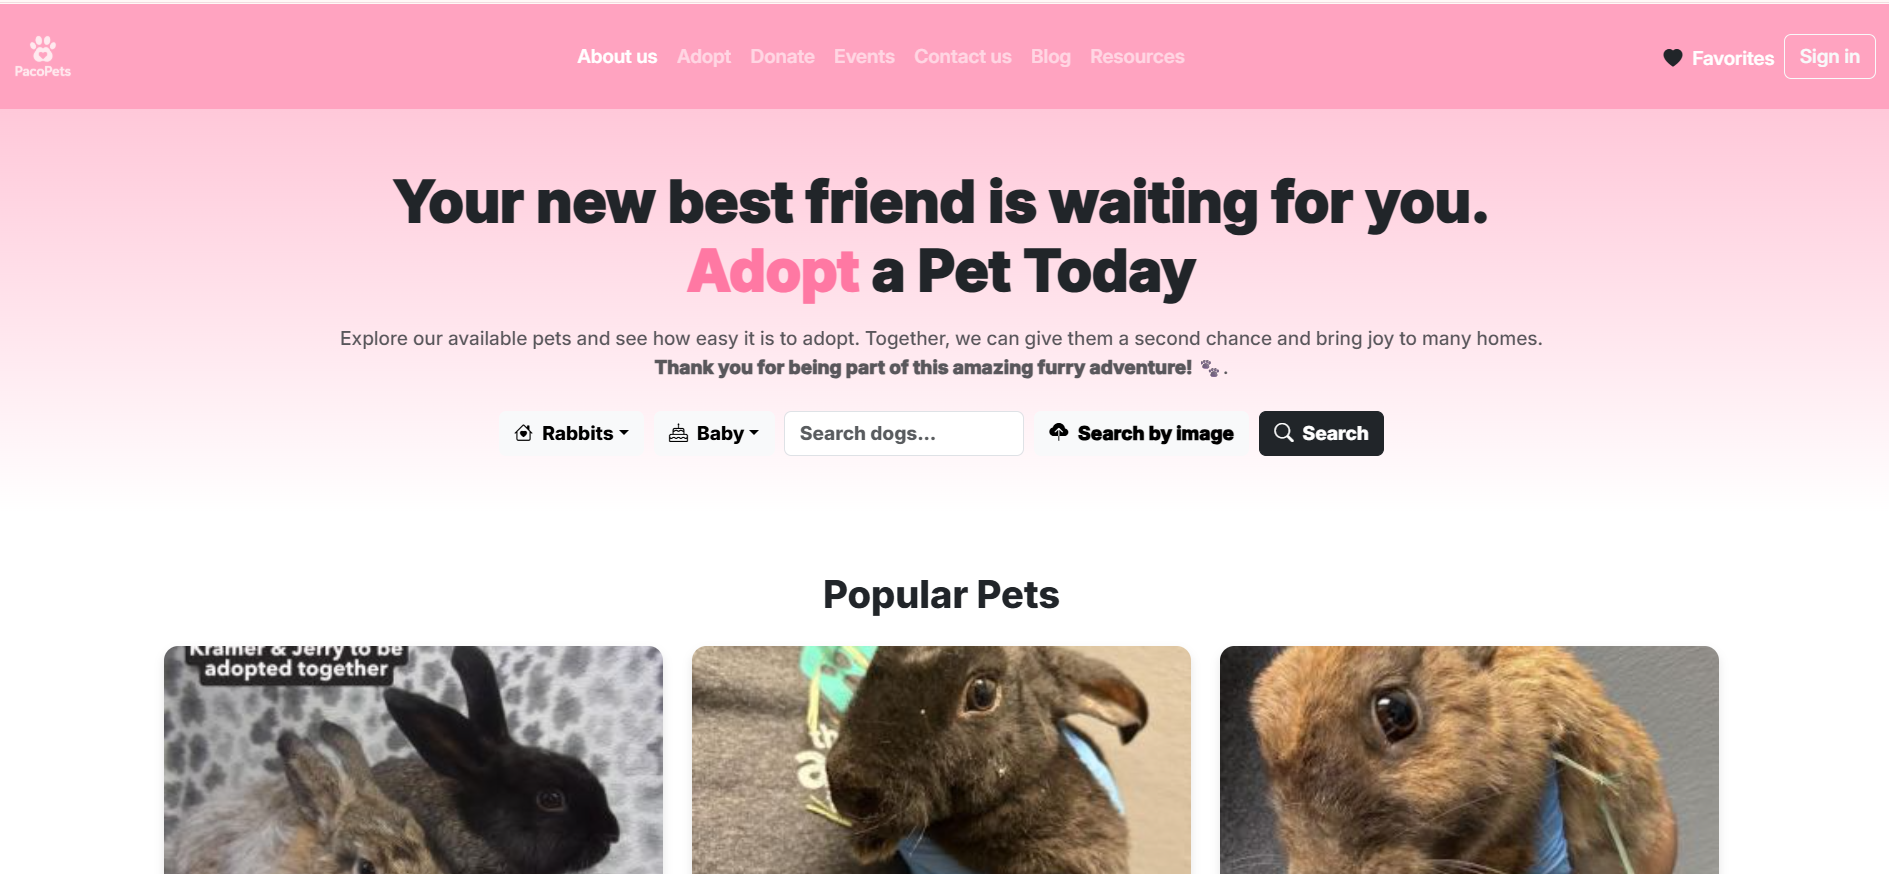 PacoPets
About us Adopt Donate Events Contact us Blog Resources
Favorites Sign in
Your new best friend is waiting for you.
Adopt a Pet Today
Explore our available pets and see how easy it is to adopt. Together, we can give them a second chance and bring joy to many homes.
Thank you for being part of this amazing furry adventure! 🐾.
Rabbits Baby Search dogs... Search by image Search
Popular Pets
Kramer & Jerry to be
adopted together